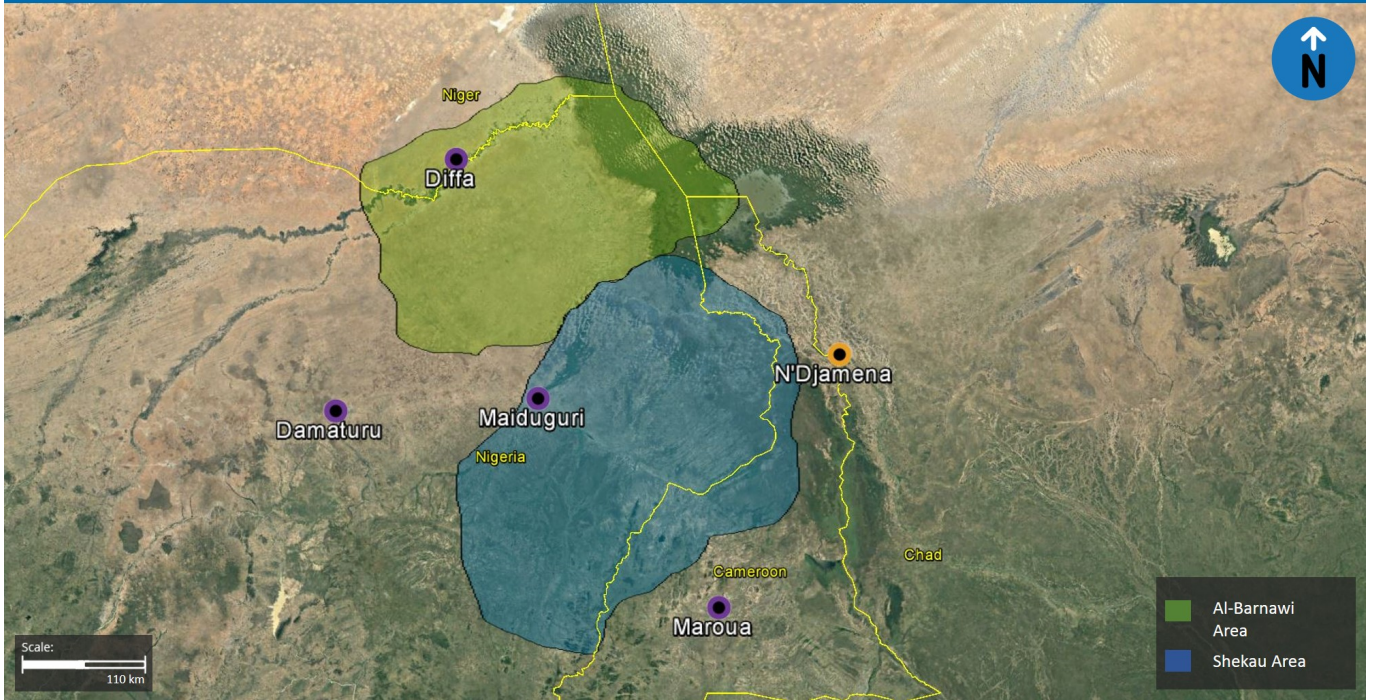 N
Niger
Diffa
N'Djamena
Damaturu
Maiduguri
Nigeria
Chad
Cameroon
Maroua
Al-Barnawi
Area
Shekau Area
Scale:
110 km